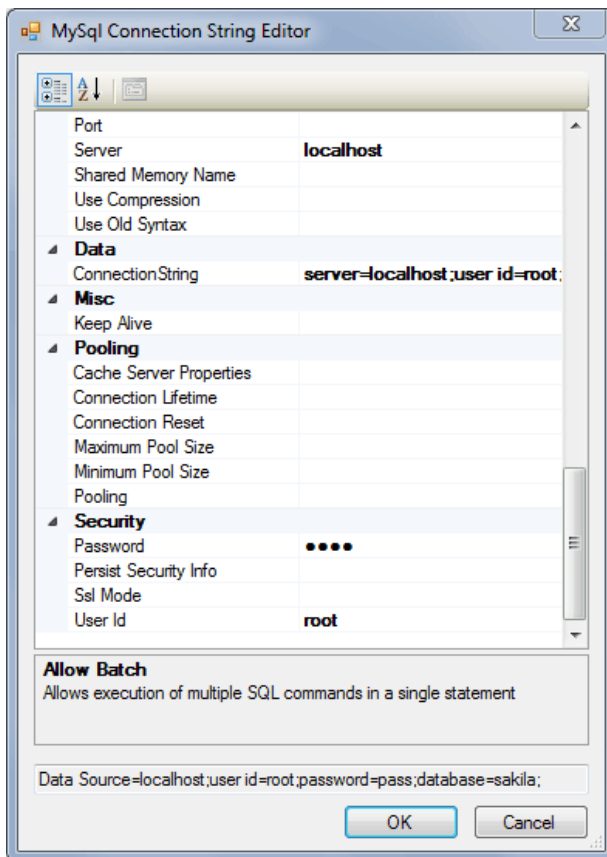 MySql Connection String Editor
Port
Server localhost
Shared Memory Name
Use Compression
Use Old Syntax
Data
ConnectionString server=localhost;user id=root;
Misc
Keep Alive
Pooling
Cache Server Properties
Connection Lifetime
Connection Reset
Maximum Pool Size
Minimum Pool Size
Pooling
Security
Password ●●●●
Persist Security Info
Ssl Mode
User Id root
Allow Batch
Allows execution of multiple SQL commands in a single statement
Data Source=localhost;user id=root;password=pass;database=sakila;
OK Cancel